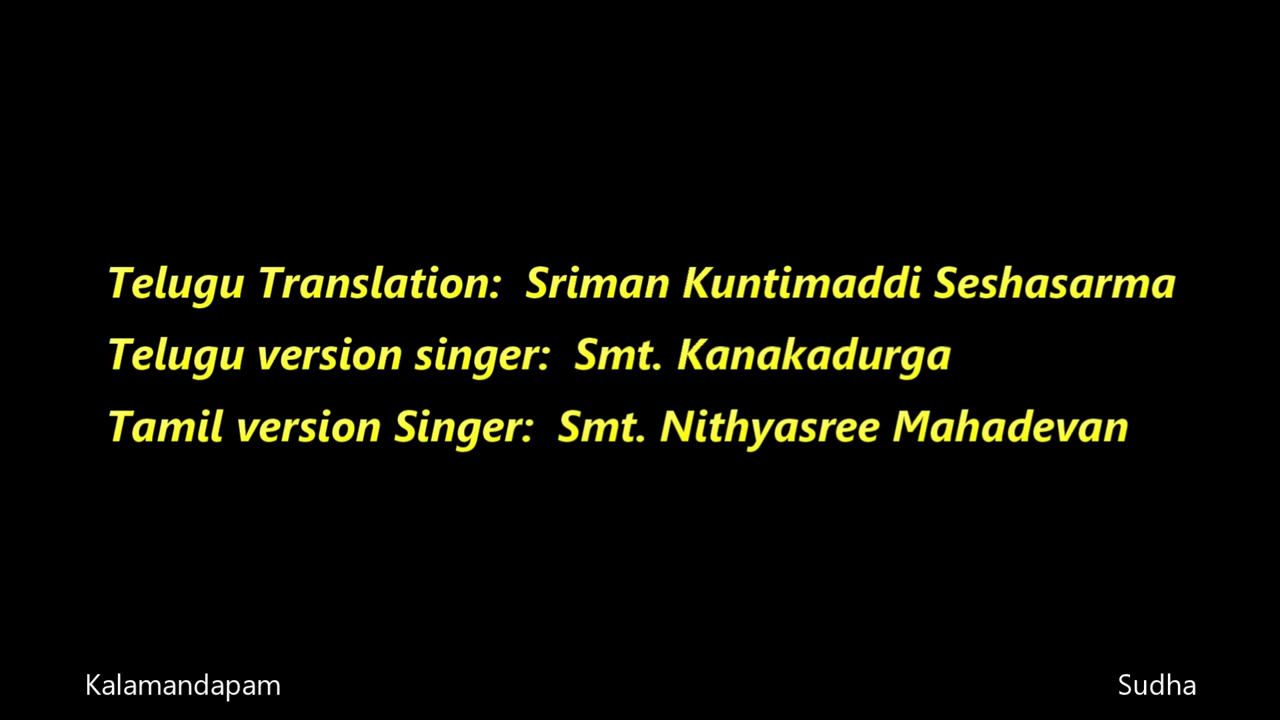 Telugu Translation:  Sriman Kuntimaddi Seshasarma
Telugu version singer:  Smt. Kanakadurga
Tamil version Singer:  Smt. Nithyasree Mahadevan
Kalamandapam
Sudha